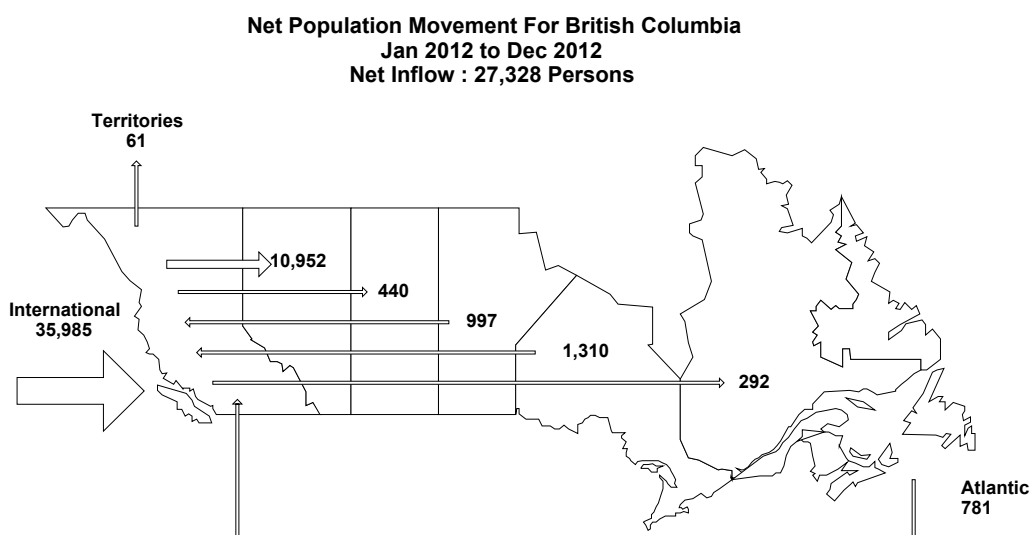 Net Population Movement For British Columbia
Jan 2012 to Dec 2012
Net Inflow : 27,328 Persons
Territories
61
10,952
440
International
35,985
997
1,310
292
Atlantic
781